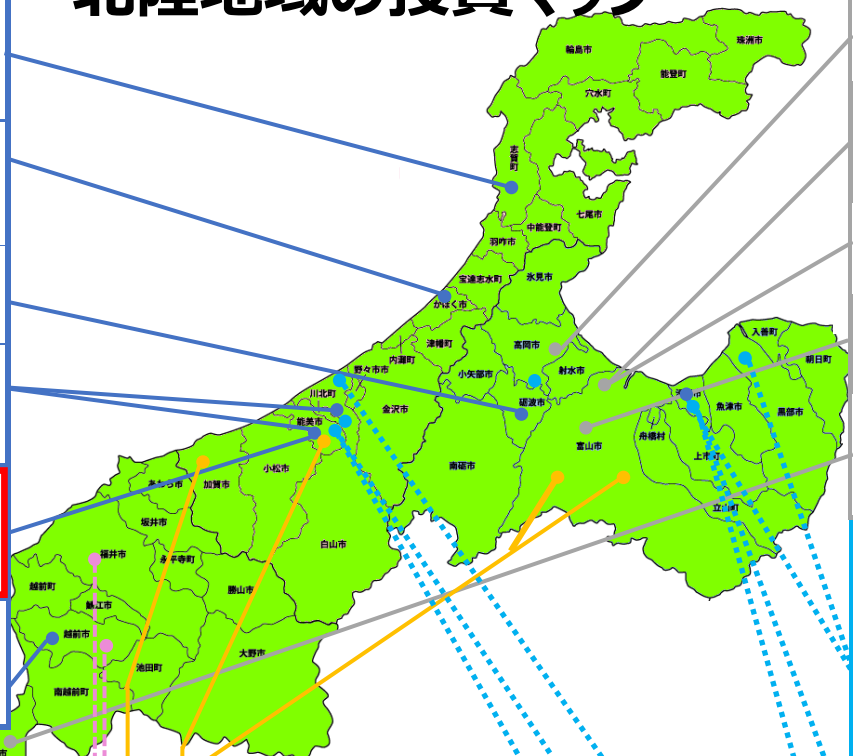 北陸地域の投資マップ
珠洲市
輪島市
能登町
穴水町
志賀町
七尾市
中能登町
羽咋市
宝達志水町
氷見市
かほく市
入善町
津幡町
高岡市
朝日町
内灘町
野々市市
小矢部市
射水市
川北町
砺波市
魚津市
黒部市
金沢市
能美市
舟橋村
富山市
上市町
南砺市
小松市
加賀市
あわら市
立山町
坂井市
白山市
福井市
永平寺町
越前町
勝山市
鯖江市
越前市
大野市
池田町
南越前町
市